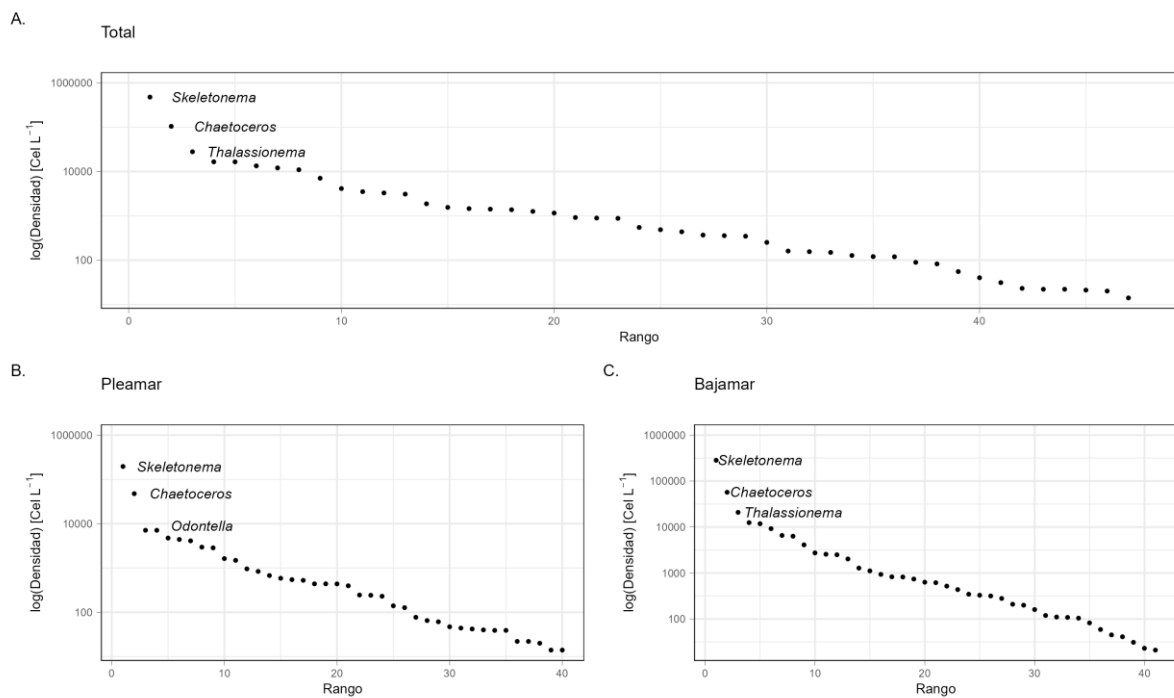 A.
Total
1000000
10000
100
log(Densidad) [Cel L⁻¹]
Skeletonema
Chaetoceros
Thalassionema
0 10 20 30 40
Rango
B.
Pleamar
1000000
10000
100
log(Densidad) [Cel L⁻¹]
Skeletonema
Chaetoceros
Odontella
0 10 20 30 40
Rango
C.
Bajamar
1000000
100000
10000
1000
100
log(Densidad) [Cel L⁻¹]
Skeletonema
Chaetoceros
Thalassionema
0 10 20 30 40
Rango